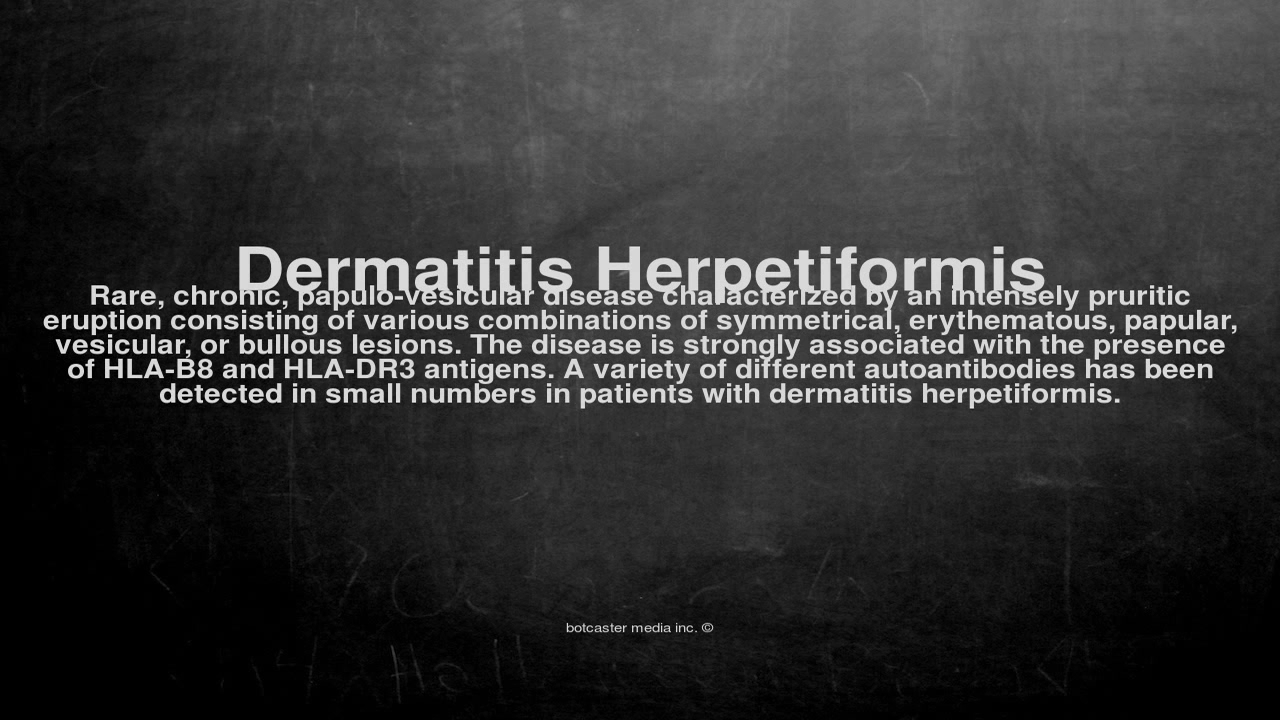 Dermatitis Herpetiformis
Rare, chronic, papulo-vesicular disease characterized by an intensely pruritic
eruption consisting of various combinations of symmetrical, erythematous, papular,
vesicular, or bullous lesions. The disease is strongly associated with the presence
of HLA-B8 and HLA-DR3 antigens. A variety of different autoantibodies has been
detected in small numbers in patients with dermatitis herpetiformis.
botcaster media inc. ©